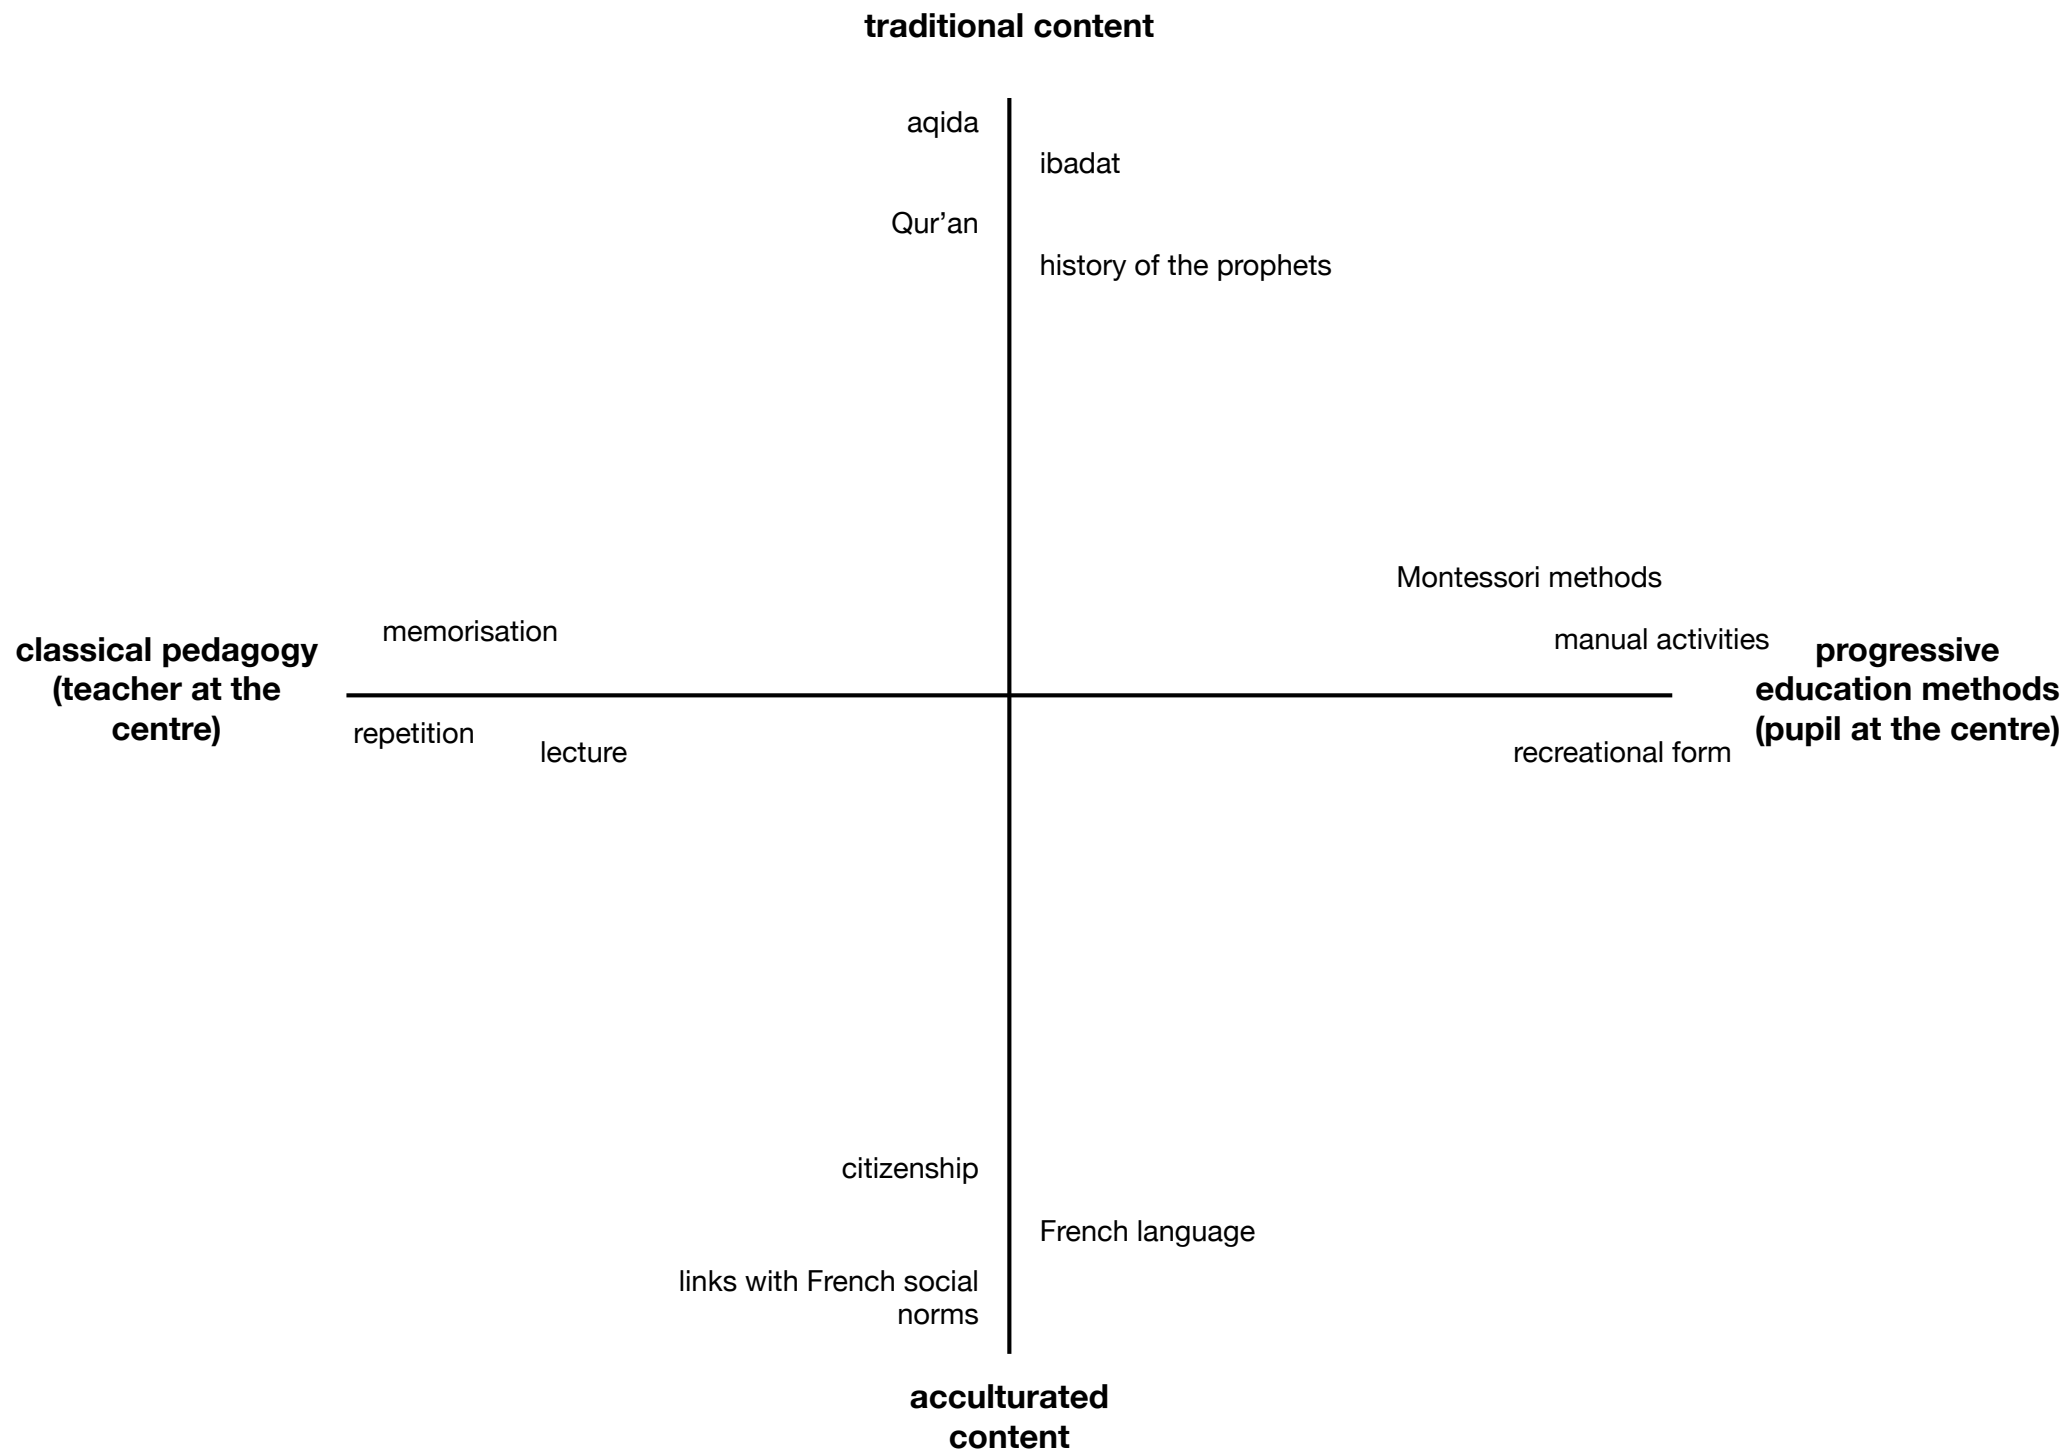 traditional content
aqida
ibadat
Qur’an
history of the prophets
Montessori methods
memorisation
manual activities
classical pedagogy
(teacher at the
centre)
progressive
education methods
(pupil at the centre)
repetition
lecture
recreational form
citizenship
French language
links with French social
norms
acculturated
content